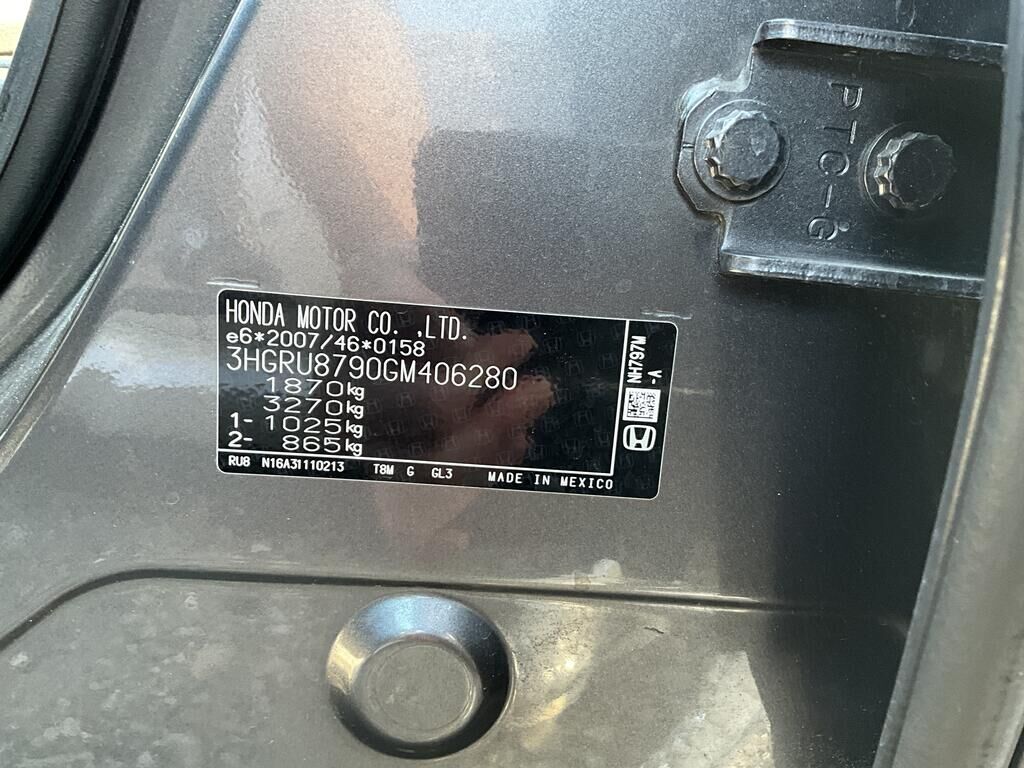 HONDA MOTOR CO. ,LTD.
e6*2007/46*0158
3HGRU8790GM406280
1870kg
3270kg
1- 1025kg
2- 865kg
RU8 N16A31110213 T8M G GL3 MADE IN MEXICO
NH797M
-A
PTC-G